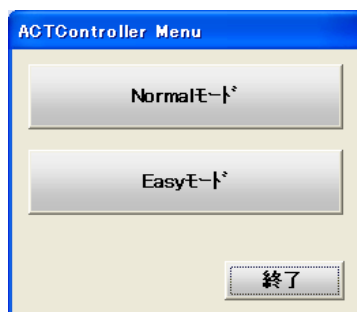 ACTController Menu
Normalﾓｰﾄﾞ
Easyﾓｰﾄﾞ
終了